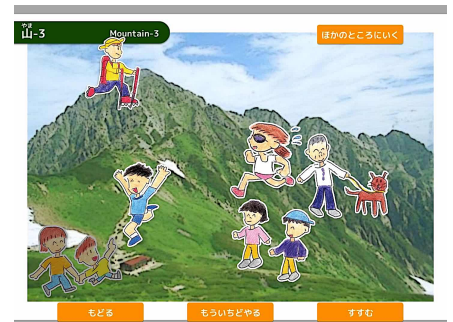 やま
山-3
Mountain-3
ほかのところにいく
もどる
もういちどやる
すすむ